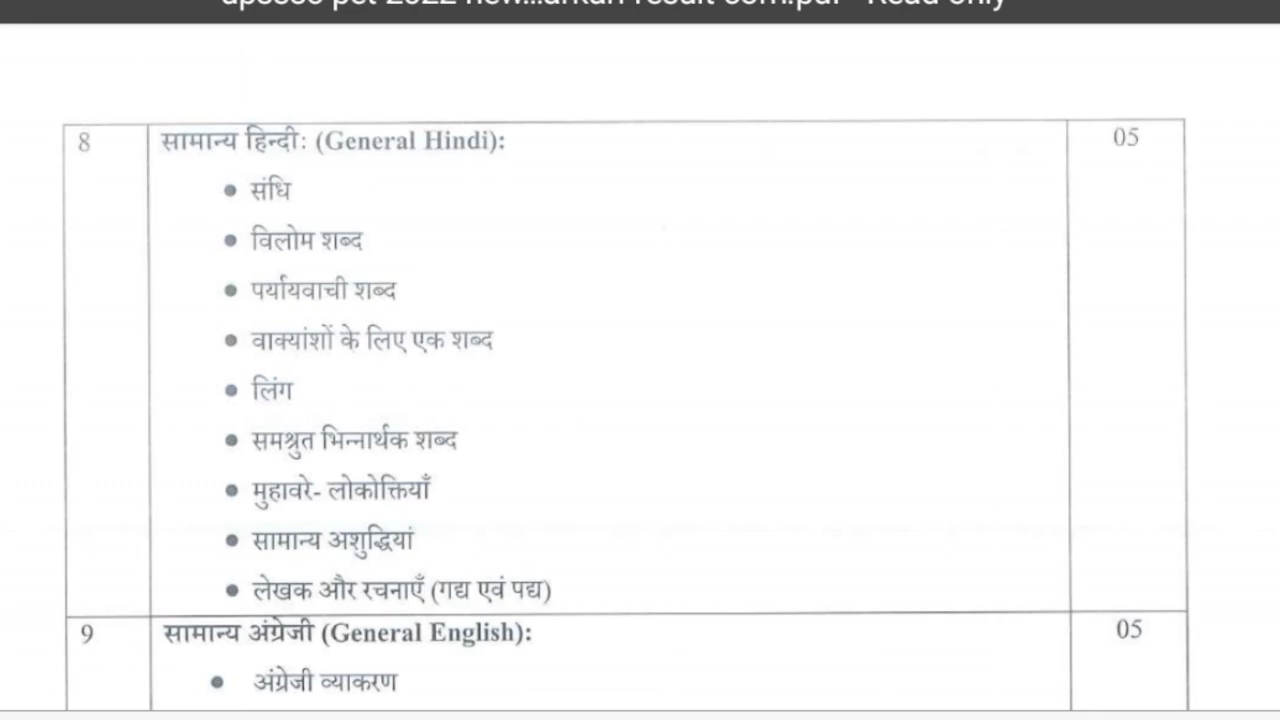 8 सामान्य हिन्दी: (General Hindi): 05
• संधि
• विलोम शब्द
• पर्यायवाची शब्द
• वाक्यांशों के लिए एक शब्द
• लिंग
• समश्रुत भिन्नार्थक शब्द
• मुहावरे- लोकोक्तियाँ
• सामान्य अशुद्धियां
• लेखक और रचनाएँ (गद्य एवं पद्य)
9 सामान्य अंग्रेजी (General English): 05
• अंग्रेजी व्याकरण